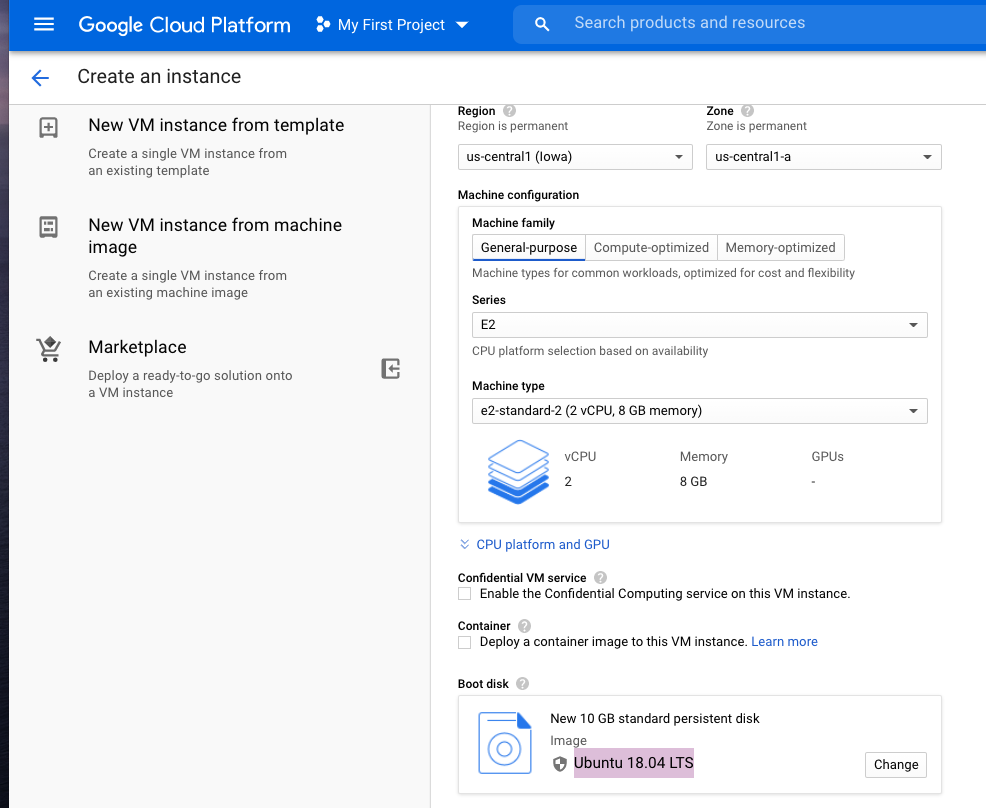 Google Cloud Platform
My First Project
Search products and resources
Create an instance
New VM instance from template
Create a single VM instance from
an existing template
New VM instance from machine
image
Create a single VM instance from
an existing machine image
Marketplace
Deploy a ready-to-go solution onto
a VM instance
Region ? Zone ?
Region is permanent Zone is permanent
us-central1 (Iowa) us-central1-a
Machine configuration
Machine family
General-purpose Compute-optimized Memory-optimized
Machine types for common workloads, optimized for cost and flexibility
Series
E2
CPU platform selection based on availability
Machine type
e2-standard-2 (2 vCPU, 8 GB memory)
vCPU Memory GPUs
2 8 GB -
CPU platform and GPU
Confidential VM service ?
Enable the Confidential Computing service on this VM instance.
Container ?
Deploy a container image to this VM instance. Learn more
Boot disk ?
New 10 GB standard persistent disk
Image
Ubuntu 18.04 LTS
Change